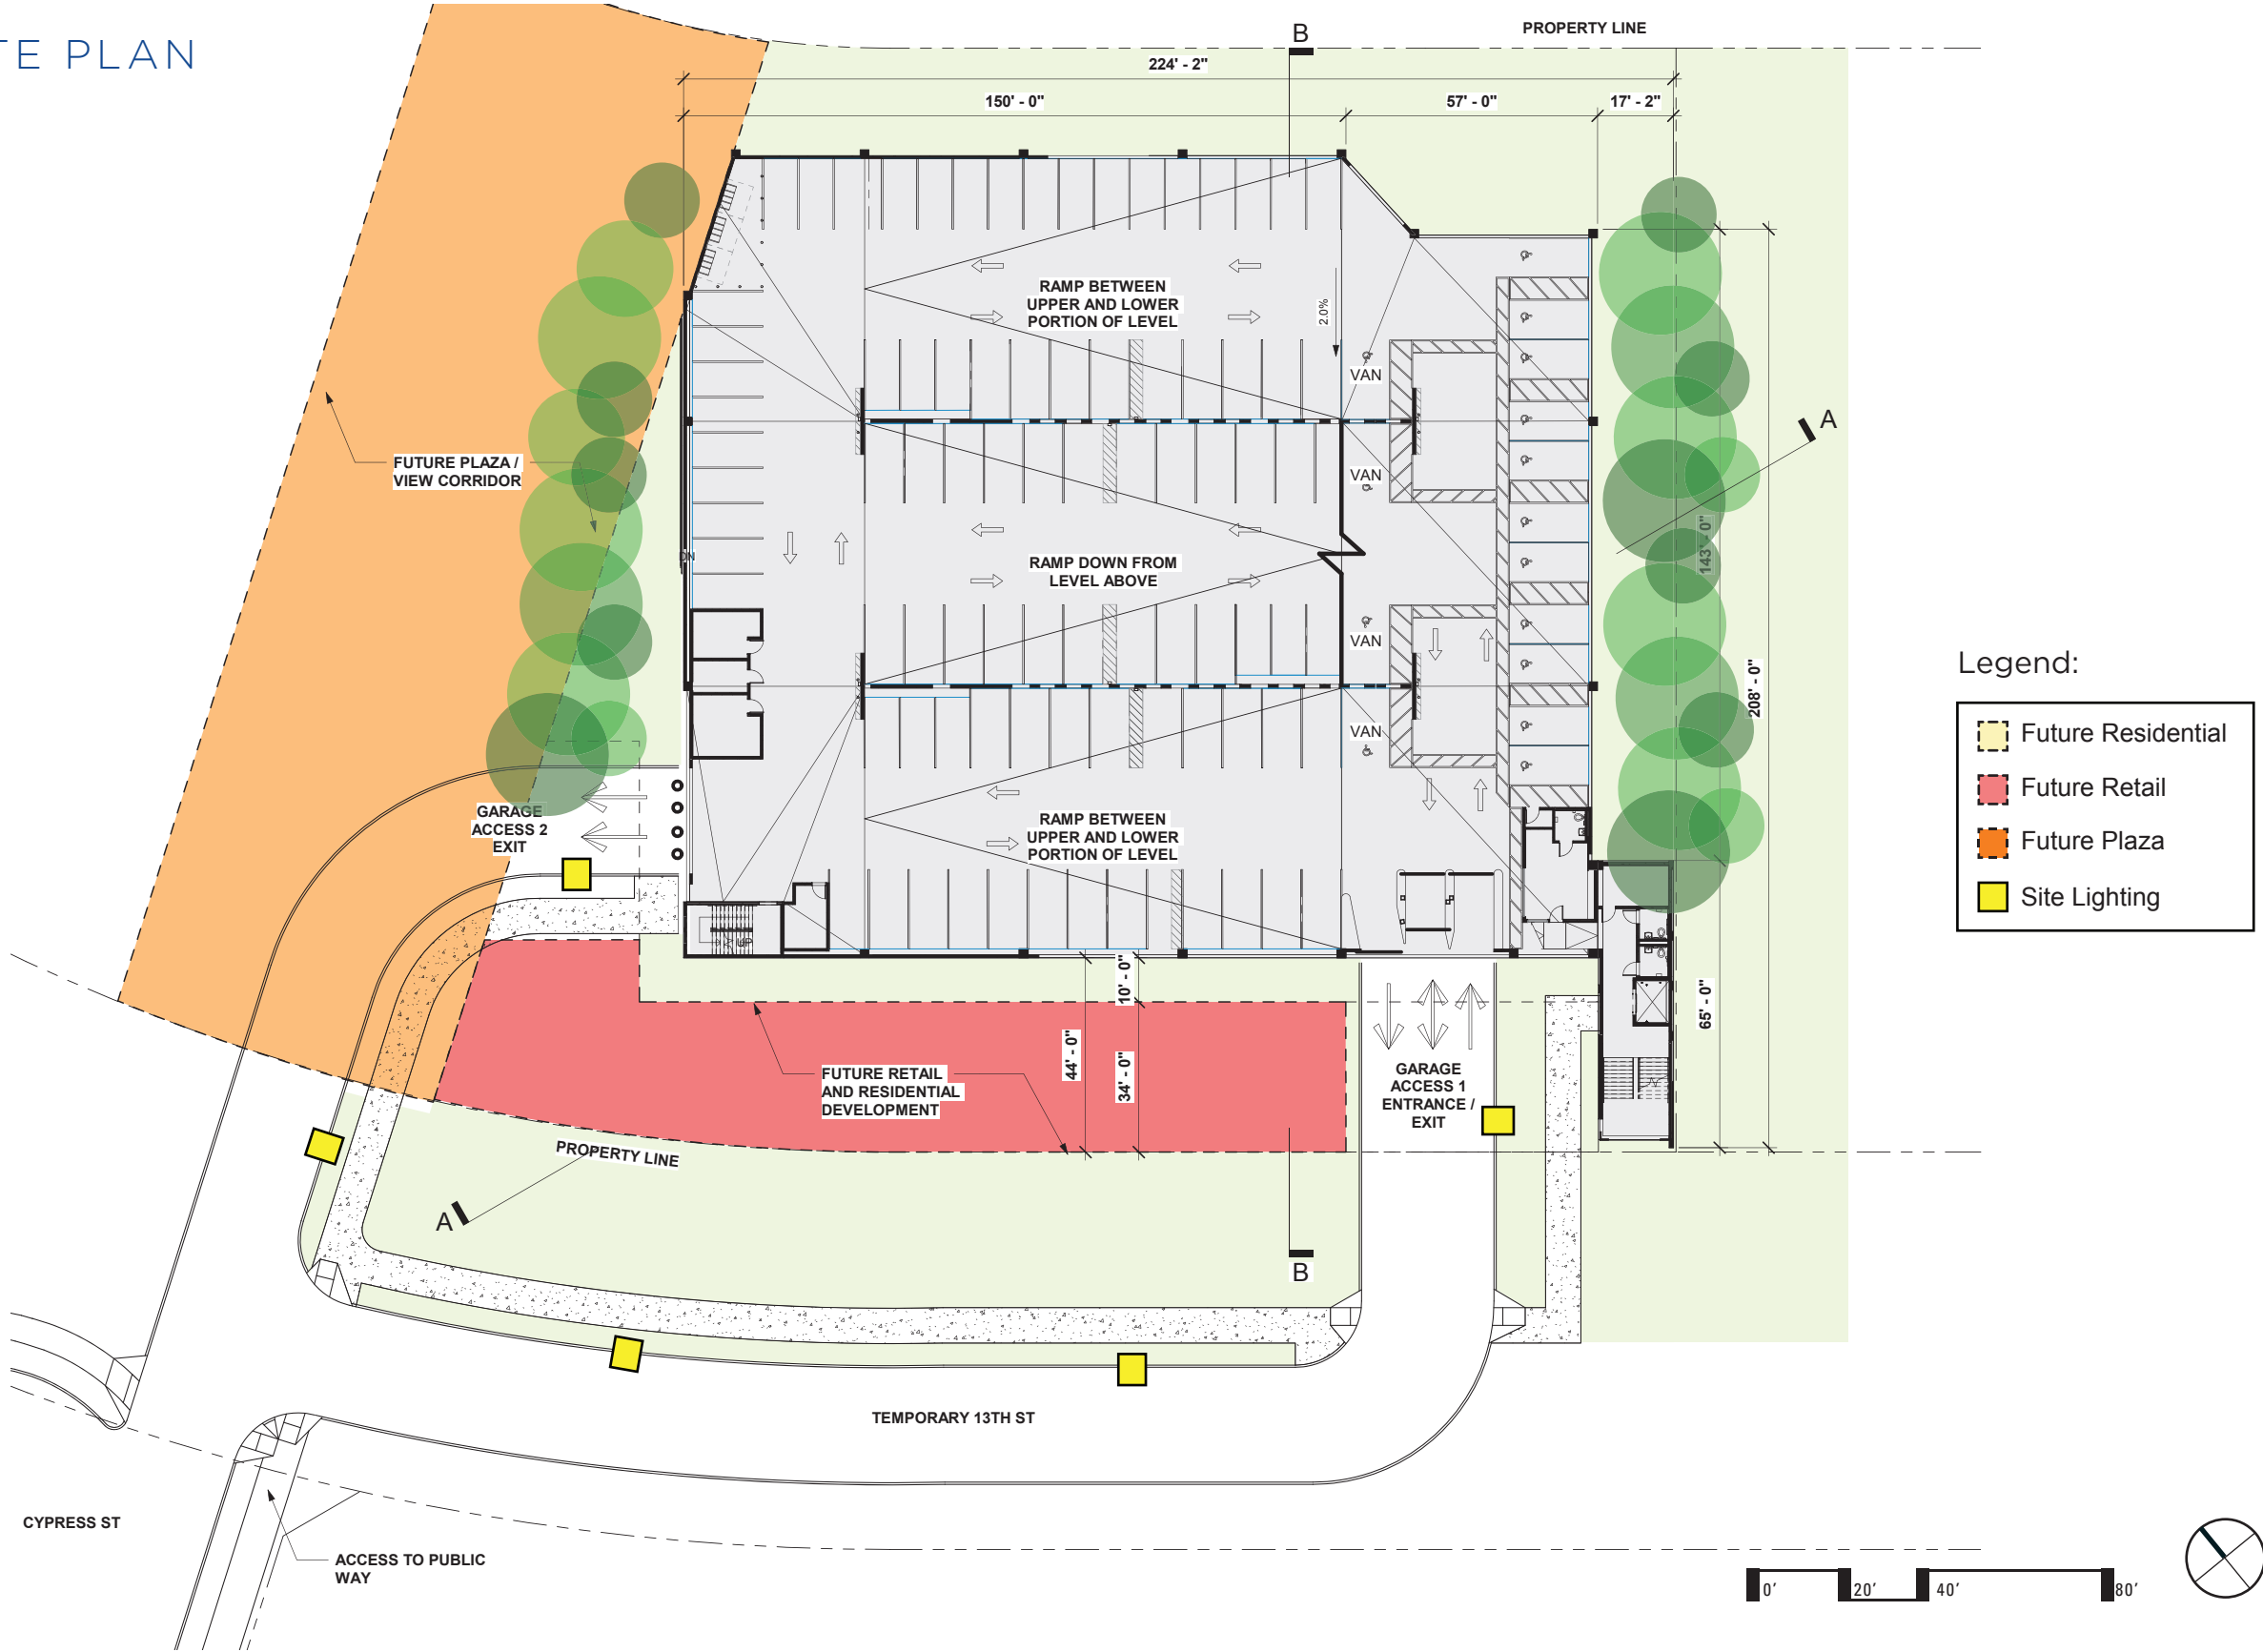 TE PLAN
PROPERTY LINE
B
224' - 2"
150' - 0"
57' - 0"
17' - 2"
RAMP BETWEEN
UPPER AND LOWER
PORTION OF LEVEL
2.0%
VAN
A
FUTURE PLAZA /
VIEW CORRIDOR
VAN
143' - 0"
DN
RAMP DOWN FROM
LEVEL ABOVE
VAN
208' - 0"
VAN
Legend:
Future Residential
Future Retail
Future Plaza
Site Lighting
GARAGE
ACCESS 2
EXIT
RAMP BETWEEN
UPPER AND LOWER
PORTION OF LEVEL
UP
10' - 0"
65' - 0"
44' - 0"
34' - 0"
FUTURE RETAIL
AND RESIDENTIAL
DEVELOPMENT
GARAGE
ACCESS 1
ENTRANCE /
EXIT
PROPERTY LINE
A
B
TEMPORARY 13TH ST
CYPRESS ST
ACCESS TO PUBLIC
WAY
0' 20' 40' 80'